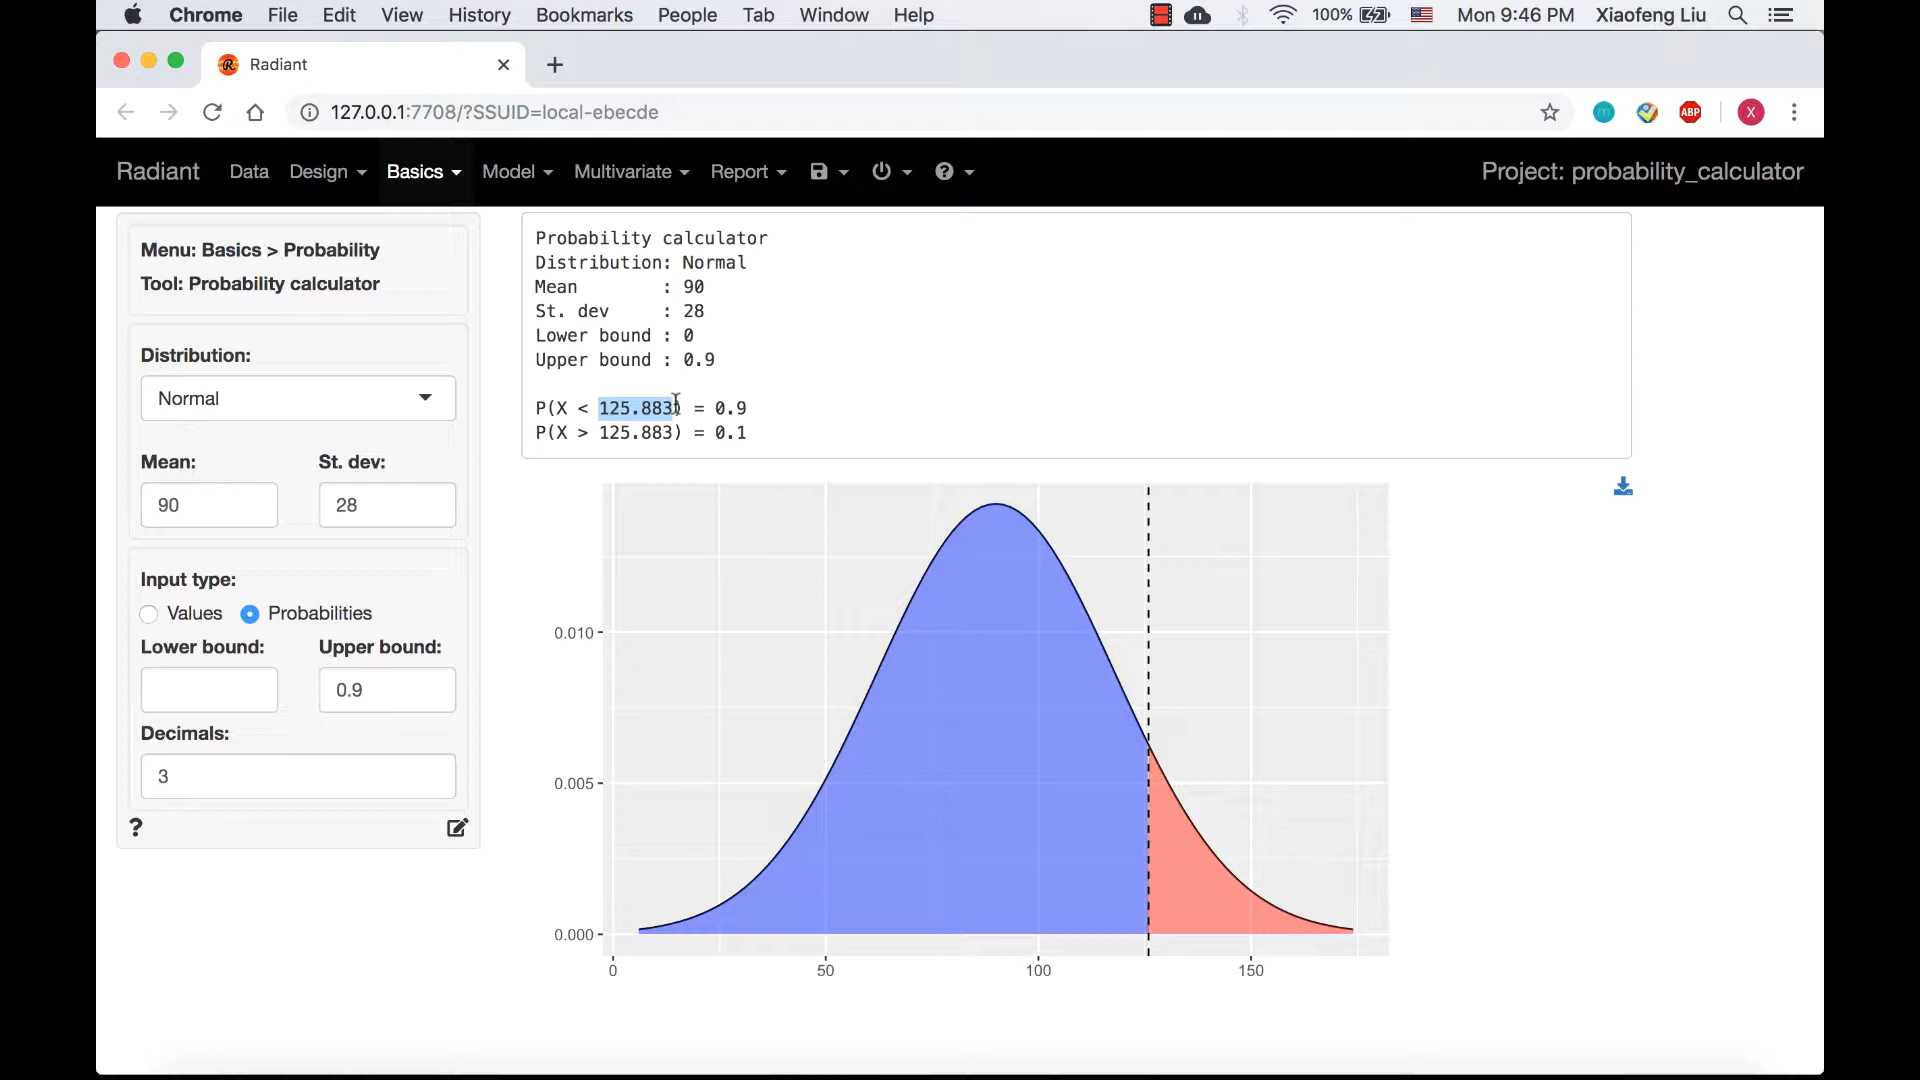 Chrome File Edit View History Bookmarks People Tab Window Help 100% Mon 9:46 PM Xiaofeng Liu
Radiant
127.0.0.1:7708/?SSUID=local-ebecde ABP X
Radiant Data Design Basics Model Multivariate Report Project: probability_calculator
Menu: Basics > Probability
Tool: Probability calculator
Distribution:
Normal
Mean: St. dev:
90 28
Input type:
Values Probabilities
Lower bound: Upper bound:
0.9
Decimals:
3
?
Probability calculator
Distribution: Normal
Mean : 90
St. dev : 28
Lower bound : 0
Upper bound : 0.9
P(X < 125.883) = 0.9
P(X > 125.883) = 0.1
0.010
0.005
0.000
0 50 100 150